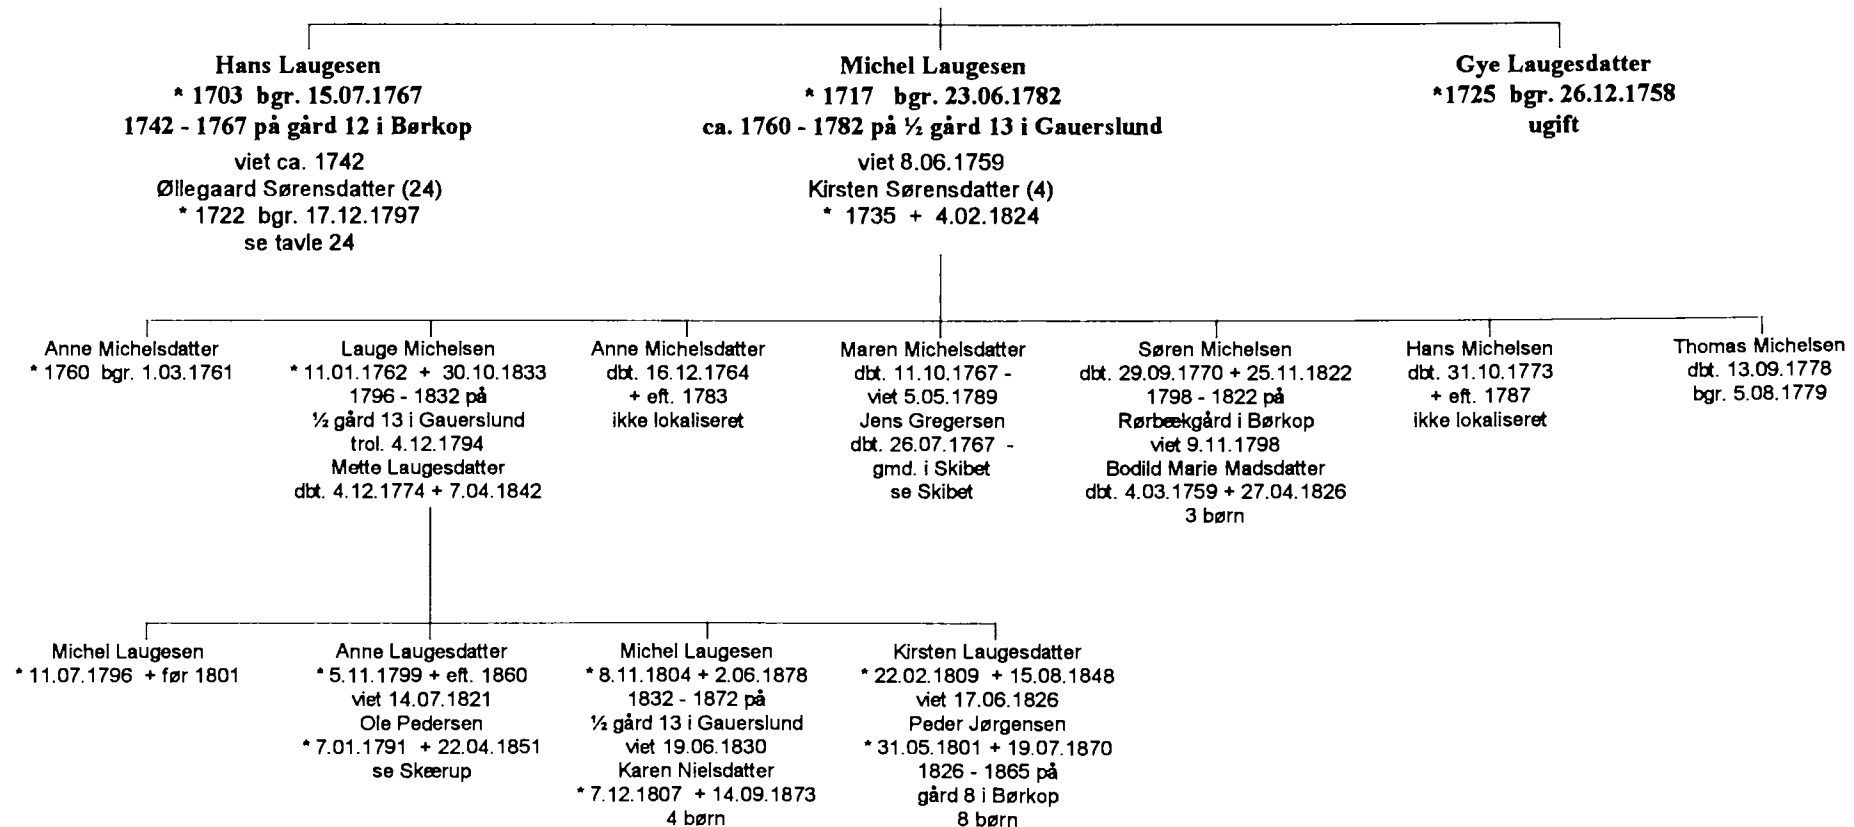 Hans Laugesen
* 1703 bgr. 15.07.1767
1742 - 1767 på gård 12 i Børkop
viet ca. 1742
Øllegaard Sørensdatter (24)
* 1722 bgr. 17.12.1797
se tavle 24
Michel Laugesen
* 1717 bgr. 23.06.1782
ca. 1760 - 1782 på ½ gård 13 i Gauerslund
viet 8.06.1759
Kirsten Sørensdatter (4)
* 1735 + 4.02.1824
Gye Laugesdatter
*1725 bgr. 26.12.1758
ugift
Anne Michelsdatter
* 1760 bgr. 1.03.1761
Lauge Michelsen
* 11.01.1762 + 30.10.1833
1796 - 1832 på
½ gård 13 i Gauerslund
trol. 4.12.1794
Mette Laugesdatter
dbt. 4.12.1774 + 7.04.1842
Anne Michelsdatter
dbt. 16.12.1764
+ eft. 1783
ikke lokaliseret
Maren Michelsdatter
dbt. 11.10.1767 -
viet 5.05.1789
Jens Gregersen
dbt. 26.07.1767 -
gmd. i Skibet
se Skibet
Søren Michelsen
dbt. 29.09.1770 + 25.11.1822
1798 - 1822 på
Rørbækgård i Børkop
viet 9.11.1798
Bodild Marie Madsdatter
dbt. 4.03.1759 + 27.04.1826
3 børn
Hans Michelsen
dbt. 31.10.1773
+ eft. 1787
ikke lokaliseret
Thomas Michelsen
dbt. 13.09.1778
bgr. 5.08.1779
Michel Laugesen
* 11.07.1796 + før 1801
Anne Laugesdatter
* 5.11.1799 + eft. 1860
viet 14.07.1821
Ole Pedersen
* 7.01.1791 + 22.04.1851
se Skærup
Michel Laugesen
* 8.11.1804 + 2.06.1878
1832 - 1872 på
½ gård 13 i Gauerslund
viet 19.06.1830
Karen Nielsdatter
* 7.12.1807 + 14.09.1873
4 børn
Kirsten Laugesdatter
* 22.02.1809 + 15.08.1848
viet 17.06.1826
Peder Jørgensen
* 31.05.1801 + 19.07.1870
1826 - 1865 på
gård 8 i Børkop
8 børn